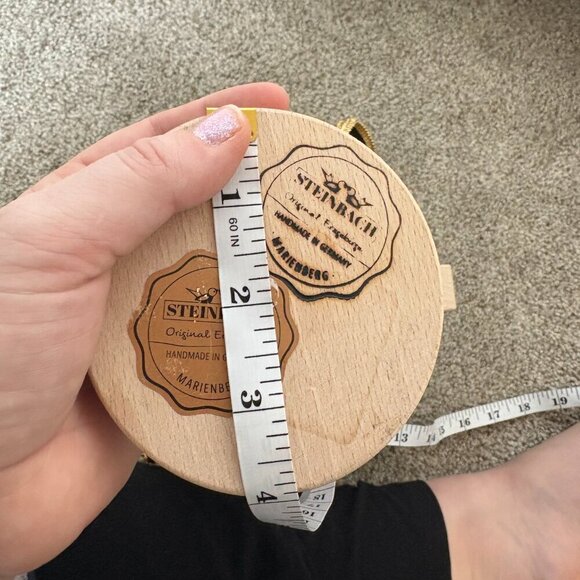 STEINBACH
Original Erzgebirge
HANDMADE IN GERMANY
MARIENBERG
STEINBACH
Original
HANDMADE IN
MARIENBE
1
60 IN
2
3
4
13 14 15 16 17 18 19